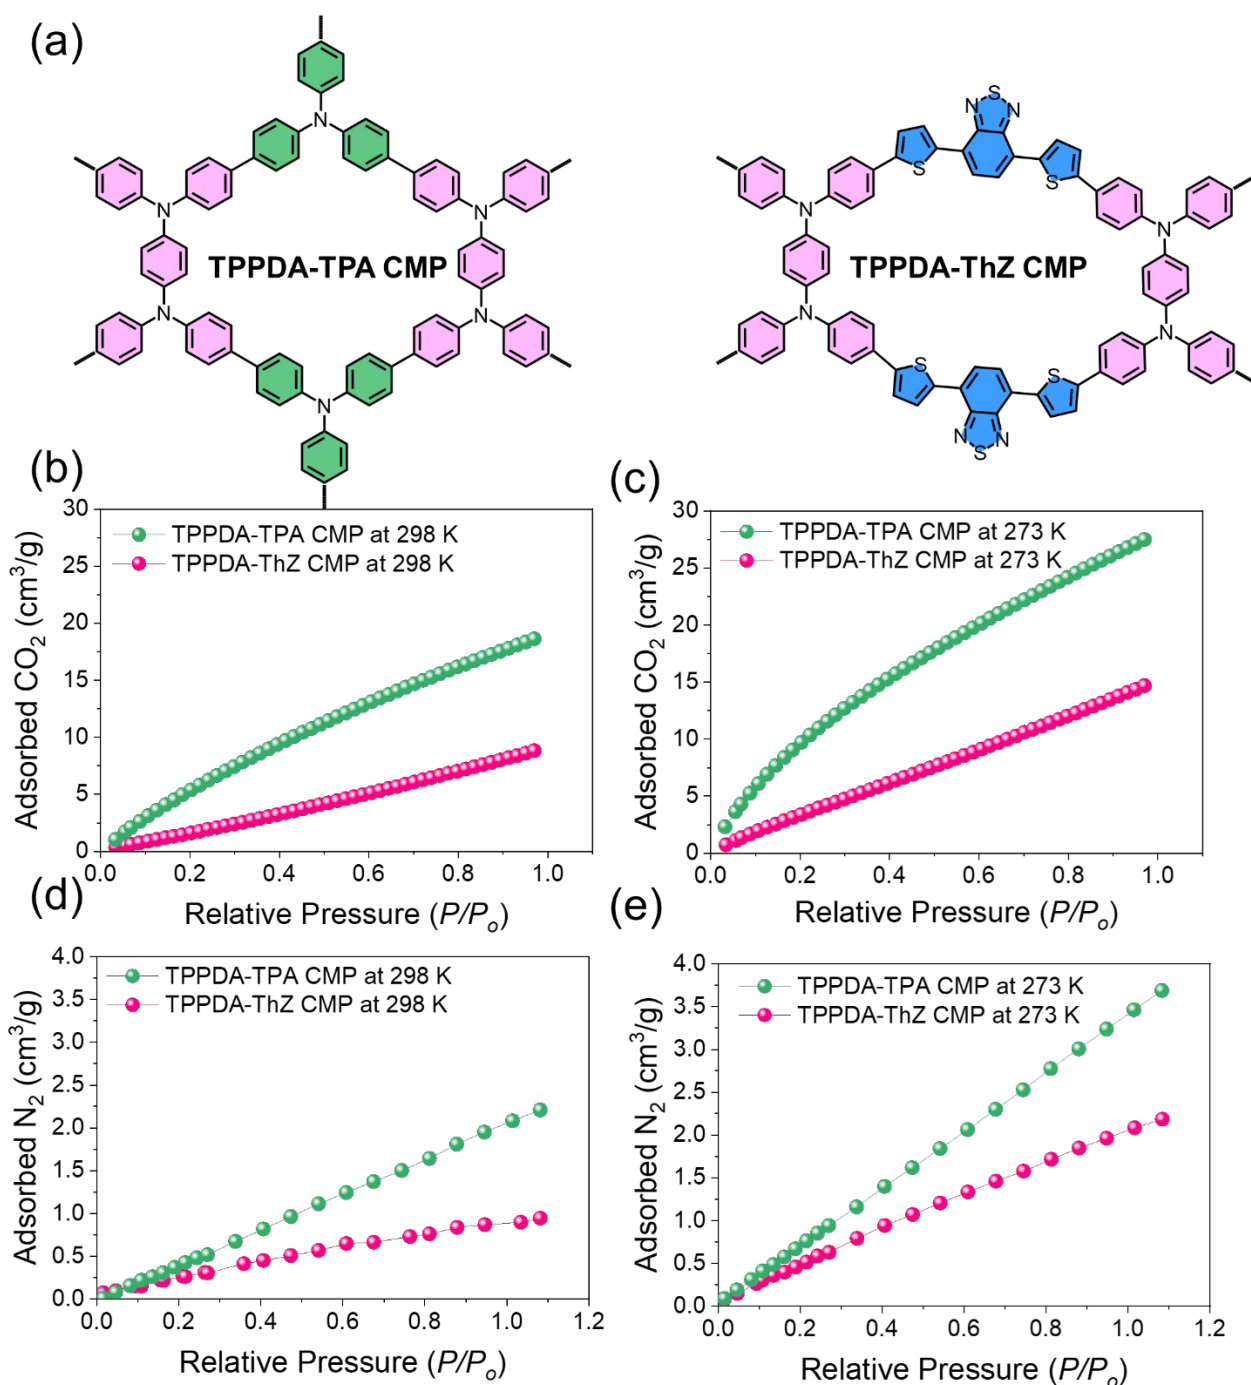 (a)
N
N
N
N
N
N
TPPDA-TPA CMP
S
N
N
S
S
N
N
N
N
S
S
N
N
S
TPPDA-ThZ CMP
(b)
TPPDA-TPA CMP at 298 K
TPPDA-ThZ CMP at 298 K
Adsorbed CO₂ (cm³/g)
30
25
20
15
10
5
0
0.0 0.2 0.4 0.6 0.8 1.0
Relative Pressure (P/Pₒ)
(c)
TPPDA-TPA CMP at 273 K
TPPDA-ThZ CMP at 273 K
Adsorbed CO₂ (cm³/g)
30
25
20
15
10
5
0
0.0 0.2 0.4 0.6 0.8 1.0
Relative Pressure (P/Pₒ)
(d)
TPPDA-TPA CMP at 298 K
TPPDA-ThZ CMP at 298 K
Adsorbed N₂ (cm³/g)
4.0
3.5
3.0
2.5
2.0
1.5
1.0
0.5
0.0
0.0 0.2 0.4 0.6 0.8 1.0 1.2
Relative Pressure (P/Pₒ)
(e)
TPPDA-TPA CMP at 273 K
TPPDA-ThZ CMP at 273 K
Adsorbed N₂ (cm³/g)
4.0
3.5
3.0
2.5
2.0
1.5
1.0
0.5
0.0
0.0 0.2 0.4 0.6 0.8 1.0 1.2
Relative Pressure (P/Pₒ)